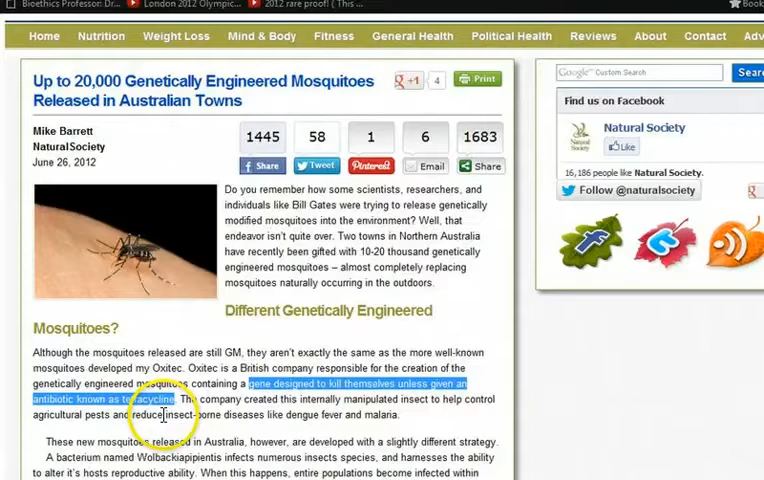 Bioethics Professor: Dr...
London 2012 Olympic...
2012 rare proof! ( This ...
Book
Home
Nutrition
Weight Loss
Mind & Body
Fitness
General Health
Political Health
Reviews
About
Contact
Adv
Up to 20,000 Genetically Engineered Mosquitoes
Released in Australian Towns
g +1
4
Print
Mike Barrett
NaturalSociety
June 26, 2012
1445
58
1
6
1683
f Share
Tweet
Pinterest
Email
Share
Do you remember how some scientists, researchers, and
individuals like Bill Gates were trying to release genetically
modified mosquitoes into the environment? Well, that
endeavor isn't quite over. Two towns in Northern Australia
have recently been gifted with 10-20 thousand genetically
engineered mosquitoes – almost completely replacing
mosquitoes naturally occurring in the outdoors.
Different Genetically Engineered
Mosquitoes?
Although the mosquitoes released are still GM, they aren't exactly the same as the more well-known
mosquitoes developed my Oxitec. Oxitec is a British company responsible for the creation of the
genetically engineered mosquitoes containing a gene designed to kill themselves unless given an
antibiotic known as tetracycline. The company created this internally manipulated insect to help control
agricultural pests and reduce insect-borne diseases like dengue fever and malaria.
These new mosquitoes released in Australia, however, are developed with a slightly different strategy.
A bacterium named Wolbackiapipientis infects numerous insects species, and harnesses the ability
to alter it's hosts reproductive ability. When this happens, entire populations become infected within
Google Custom Search
Sear
Find us on Facebook
Natural Society
Like
16,186 people like Natural Society.
Follow @naturalsociety
g
f
t